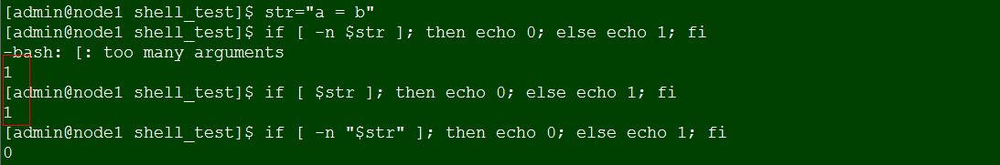 [admin@node1 shell_test]$ str="a = b"
[admin@node1 shell_test]$ if [ -n $str ]; then echo 0; else echo 1; fi
-bash: [: too many arguments
1
[admin@node1 shell_test]$ if [ $str ]; then echo 0; else echo 1; fi
1
[admin@node1 shell_test]$ if [ -n "$str" ]; then echo 0; else echo 1; fi
0